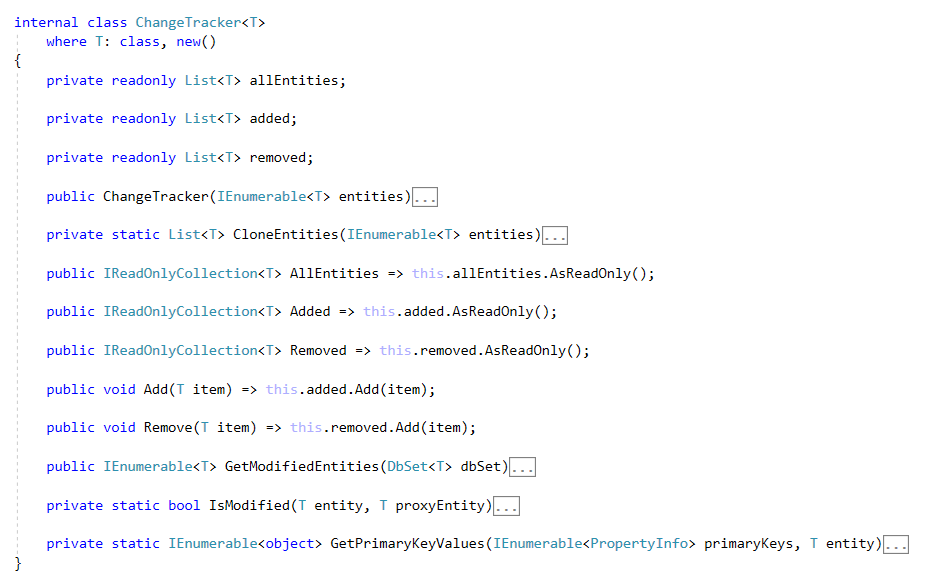 internal class ChangeTracker<T>
where T: class, new()
{
private readonly List<T> allEntities;
private readonly List<T> added;
private readonly List<T> removed;
public ChangeTracker(IEnumerable<T> entities)...
private static List<T> CloneEntities(IEnumerable<T> entities)...
public IReadOnlyCollection<T> AllEntities => this.allEntities.AsReadOnly();
public IReadOnlyCollection<T> Added => this.added.AsReadOnly();
public IReadOnlyCollection<T> Removed => this.removed.AsReadOnly();
public void Add(T item) => this.added.Add(item);
public void Remove(T item) => this.removed.Add(item);
public IEnumerable<T> GetModifiedEntities(DbSet<T> dbSet)...
private static bool IsModified(T entity, T proxyEntity)...
private static IEnumerable<object> GetPrimaryKeyValues(IEnumerable<PropertyInfo> primaryKeys, T entity)...
}